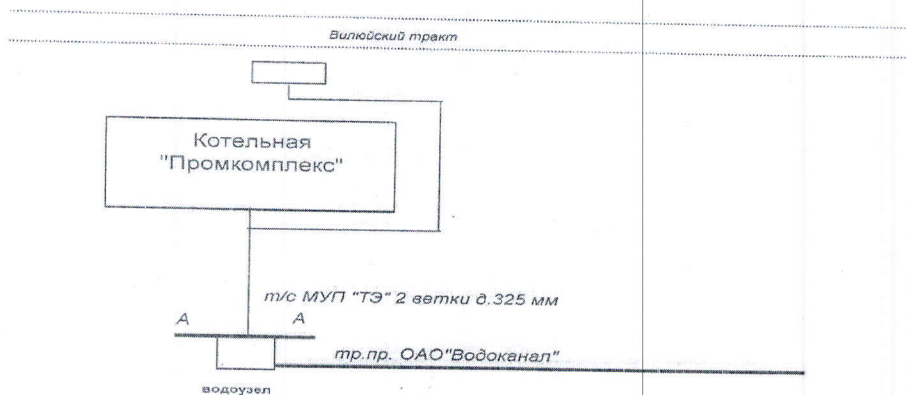 Вилюйский тракт
Котельная
"Промкомплекс"
т/с МУП "ТЭ" 2 ветки д.325 мм
А А
тр.пр. ОАО"Водоканал"
водоузел